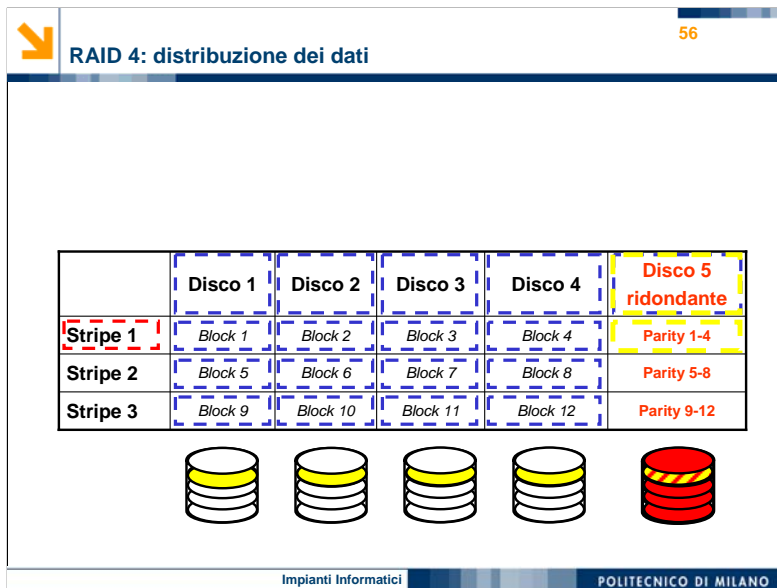 56
RAID 4: distribuzione dei dati
Disco 1 Disco 2 Disco 3 Disco 4 Disco 5
ridondante
Stripe 1 Block 1 Block 2 Block 3 Block 4 Parity 1-4
Stripe 2 Block 5 Block 6 Block 7 Block 8 Parity 5-8
Stripe 3 Block 9 Block 10 Block 11 Block 12 Parity 9-12
Impianti Informatici
POLITECNICO DI MILANO